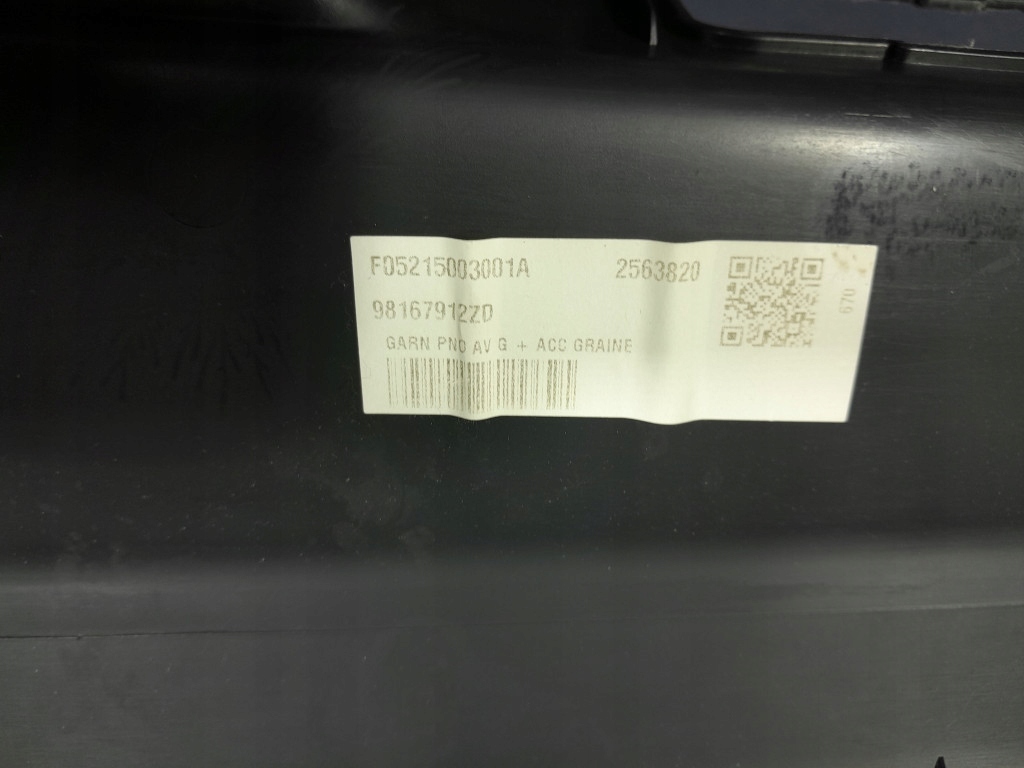 F05215003001A 2563820
98167912ZD
GARN PNO AV G + ACC GRAINE
670